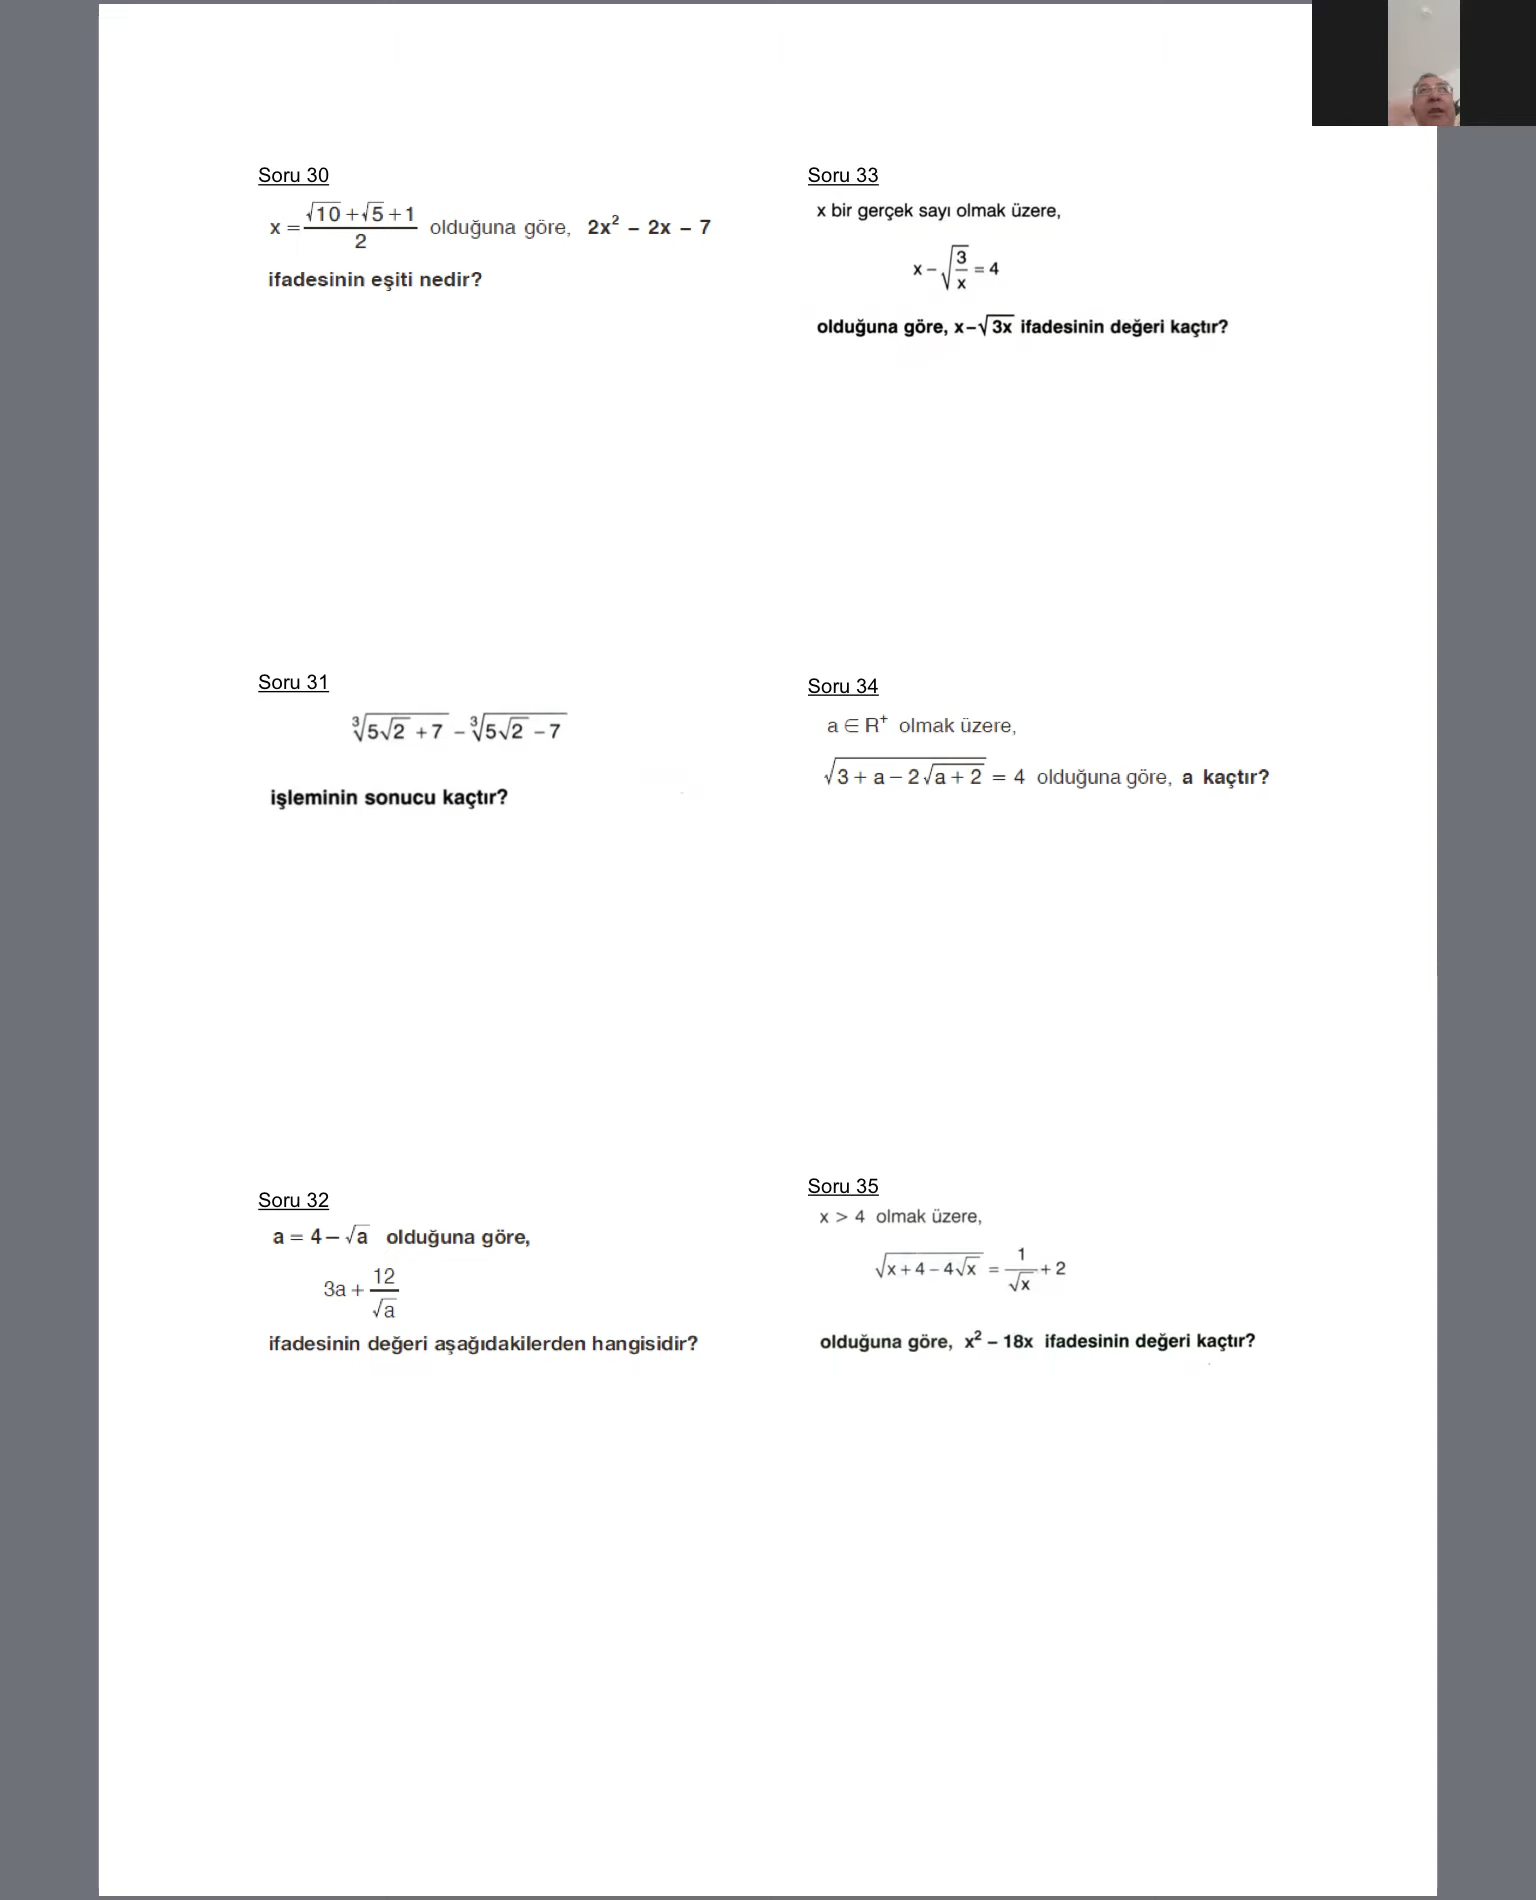 Soru 30
x = (√10 + √5 + 1) / 2 olduğuna göre, 2x² – 2x – 7
ifadesinin eşiti nedir?
Soru 31
∛(5√2 + 7) – ∛(5√2 – 7)
işleminin sonucu kaçtır?
Soru 32
a = 4 – √a olduğuna göre,
3a + 12/√a
ifadesinin değeri aşağıdakilerden hangisidir?
Soru 33
x bir gerçek sayı olmak üzere,
x – √(3/x) = 4
olduğuna göre, x – √(3x) ifadesinin değeri kaçtır?
Soru 34
a ∈ R⁺ olmak üzere,
√(3 + a – 2√(a + 2)) = 4 olduğuna göre, a kaçtır?
Soru 35
x > 4 olmak üzere,
√(x + 4 – 4√x) = 1/√x + 2
olduğuna göre, x² – 18x ifadesinin değeri kaçtır?